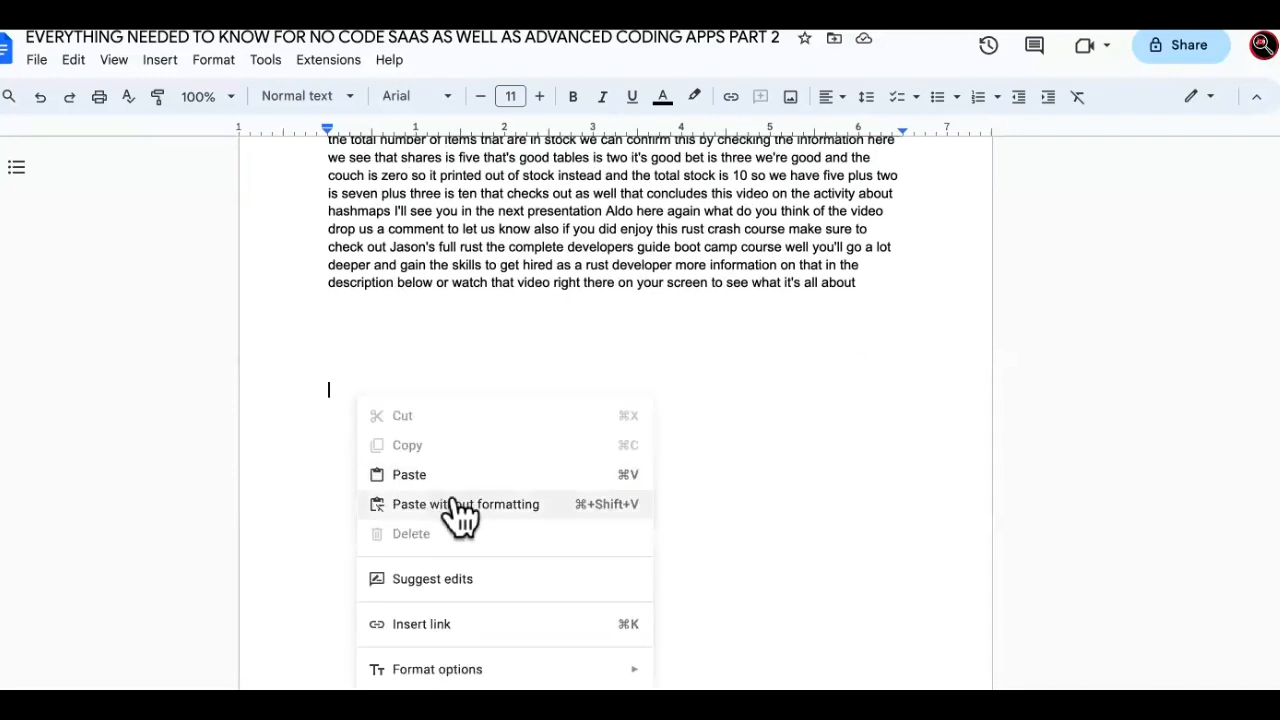 EVERYTHING NEEDED TO KNOW FOR NO CODE SAAS AS WELL AS ADVANCED CODING APPS PART 2
File Edit View Insert Format Tools Extensions Help
Share
100% Normal text Arial 11 B I U A
1 1 2 3 4 5 6 7
the total number of items that are in stock we can confirm this by checking the information here
we see that shares is five that's good tables is two it's good bet is three we're good and the
couch is zero so it printed out of stock instead and the total stock is 10 so we have five plus two
is seven plus three is ten that checks out as well that concludes this video on the activity about
hashmaps I'll see you in the next presentation Aldo here again what do you think of the video
drop us a comment to let us know also if you did enjoy this rust crash course make sure to
check out Jason's full rust the complete developers guide boot camp course well you'll go a lot
deeper and gain the skills to get hired as a rust developer more information on that in the
description below or watch that video right there on your screen to see what it's all about
Cut ⌘X
Copy ⌘C
Paste ⌘V
Paste without formatting ⌘+Shift+V
Delete
Suggest edits
Insert link ⌘K
Format options